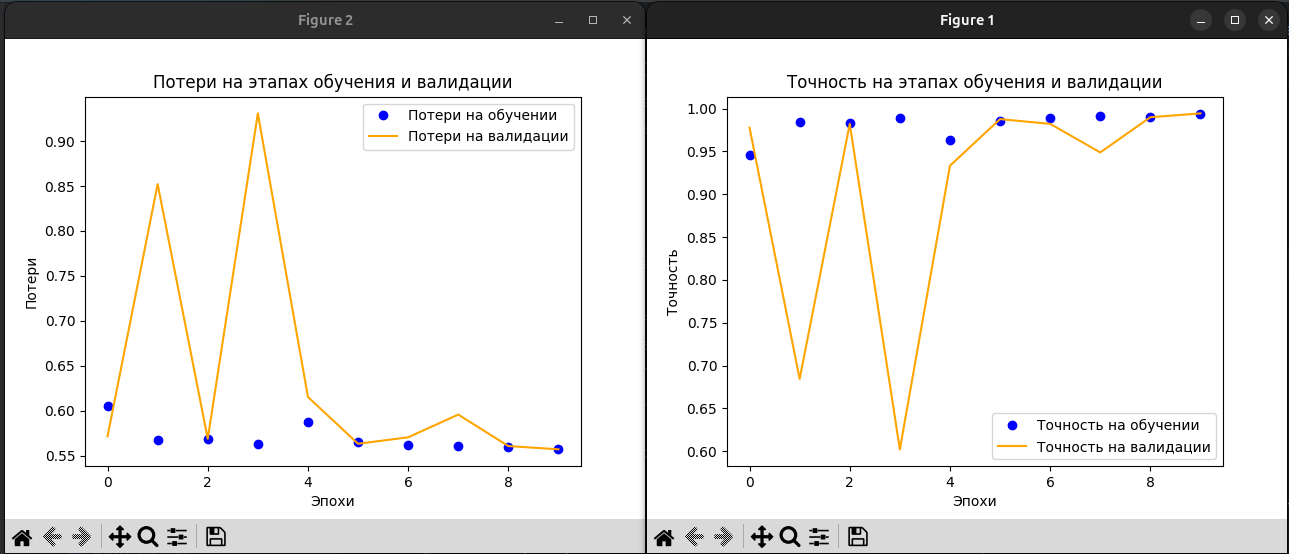 Figure 2
Потери на этапах обучения и валидации
Потери на обучении
Потери на валидации
0.90
0.85
0.80
0.75
0.70
0.65
0.60
0.55
Потери
0 2 4 6 8
Эпохи
Figure 1
Точность на этапах обучения и валидации
1.00
0.95
0.90
0.85
0.80
0.75
0.70
0.65
0.60
Точность
Точность на обучении
Точность на валидации
0 2 4 6 8
Эпохи